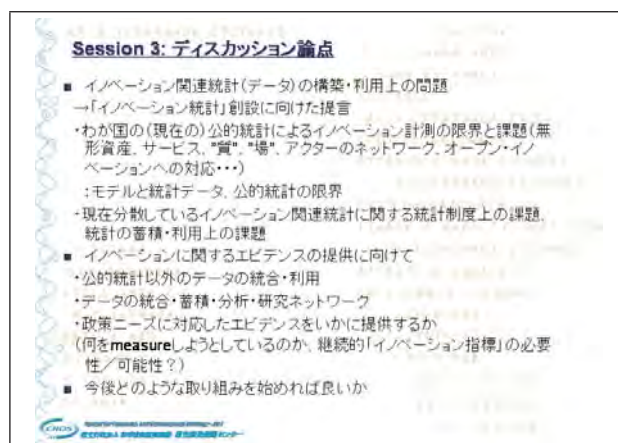 Session 3: ディスカッション論点
■ イノベーション関連統計(データ)の構築・利用上の問題
→「イノベーション統計」創設に向けた提言
・わが国の(現在の)公的統計によるイノベーション計測の限界と課題(無
形資産, サービス, "質", "場", アクターのネットワーク, オープン・イノ
ベーションへの対応・・・)
:モデルと統計データ, 公的統計の限界
・現在分散しているイノベーション関連統計に関する統計制度上の課題,
統計の蓄積・利用上の課題
■ イノベーションに関するエビデンスの提供に向けて
・公的統計以外のデータの統合・利用
・データの統合・蓄積・分析・研究ネットワーク
・政策ニーズに対応したエビデンスをいかに提供するか
(何をmeasureしようとしているのか, 継続的「イノベーション指標」の必要
性/可能性?)
■ 今後どのような取り組みを始めれば良いか